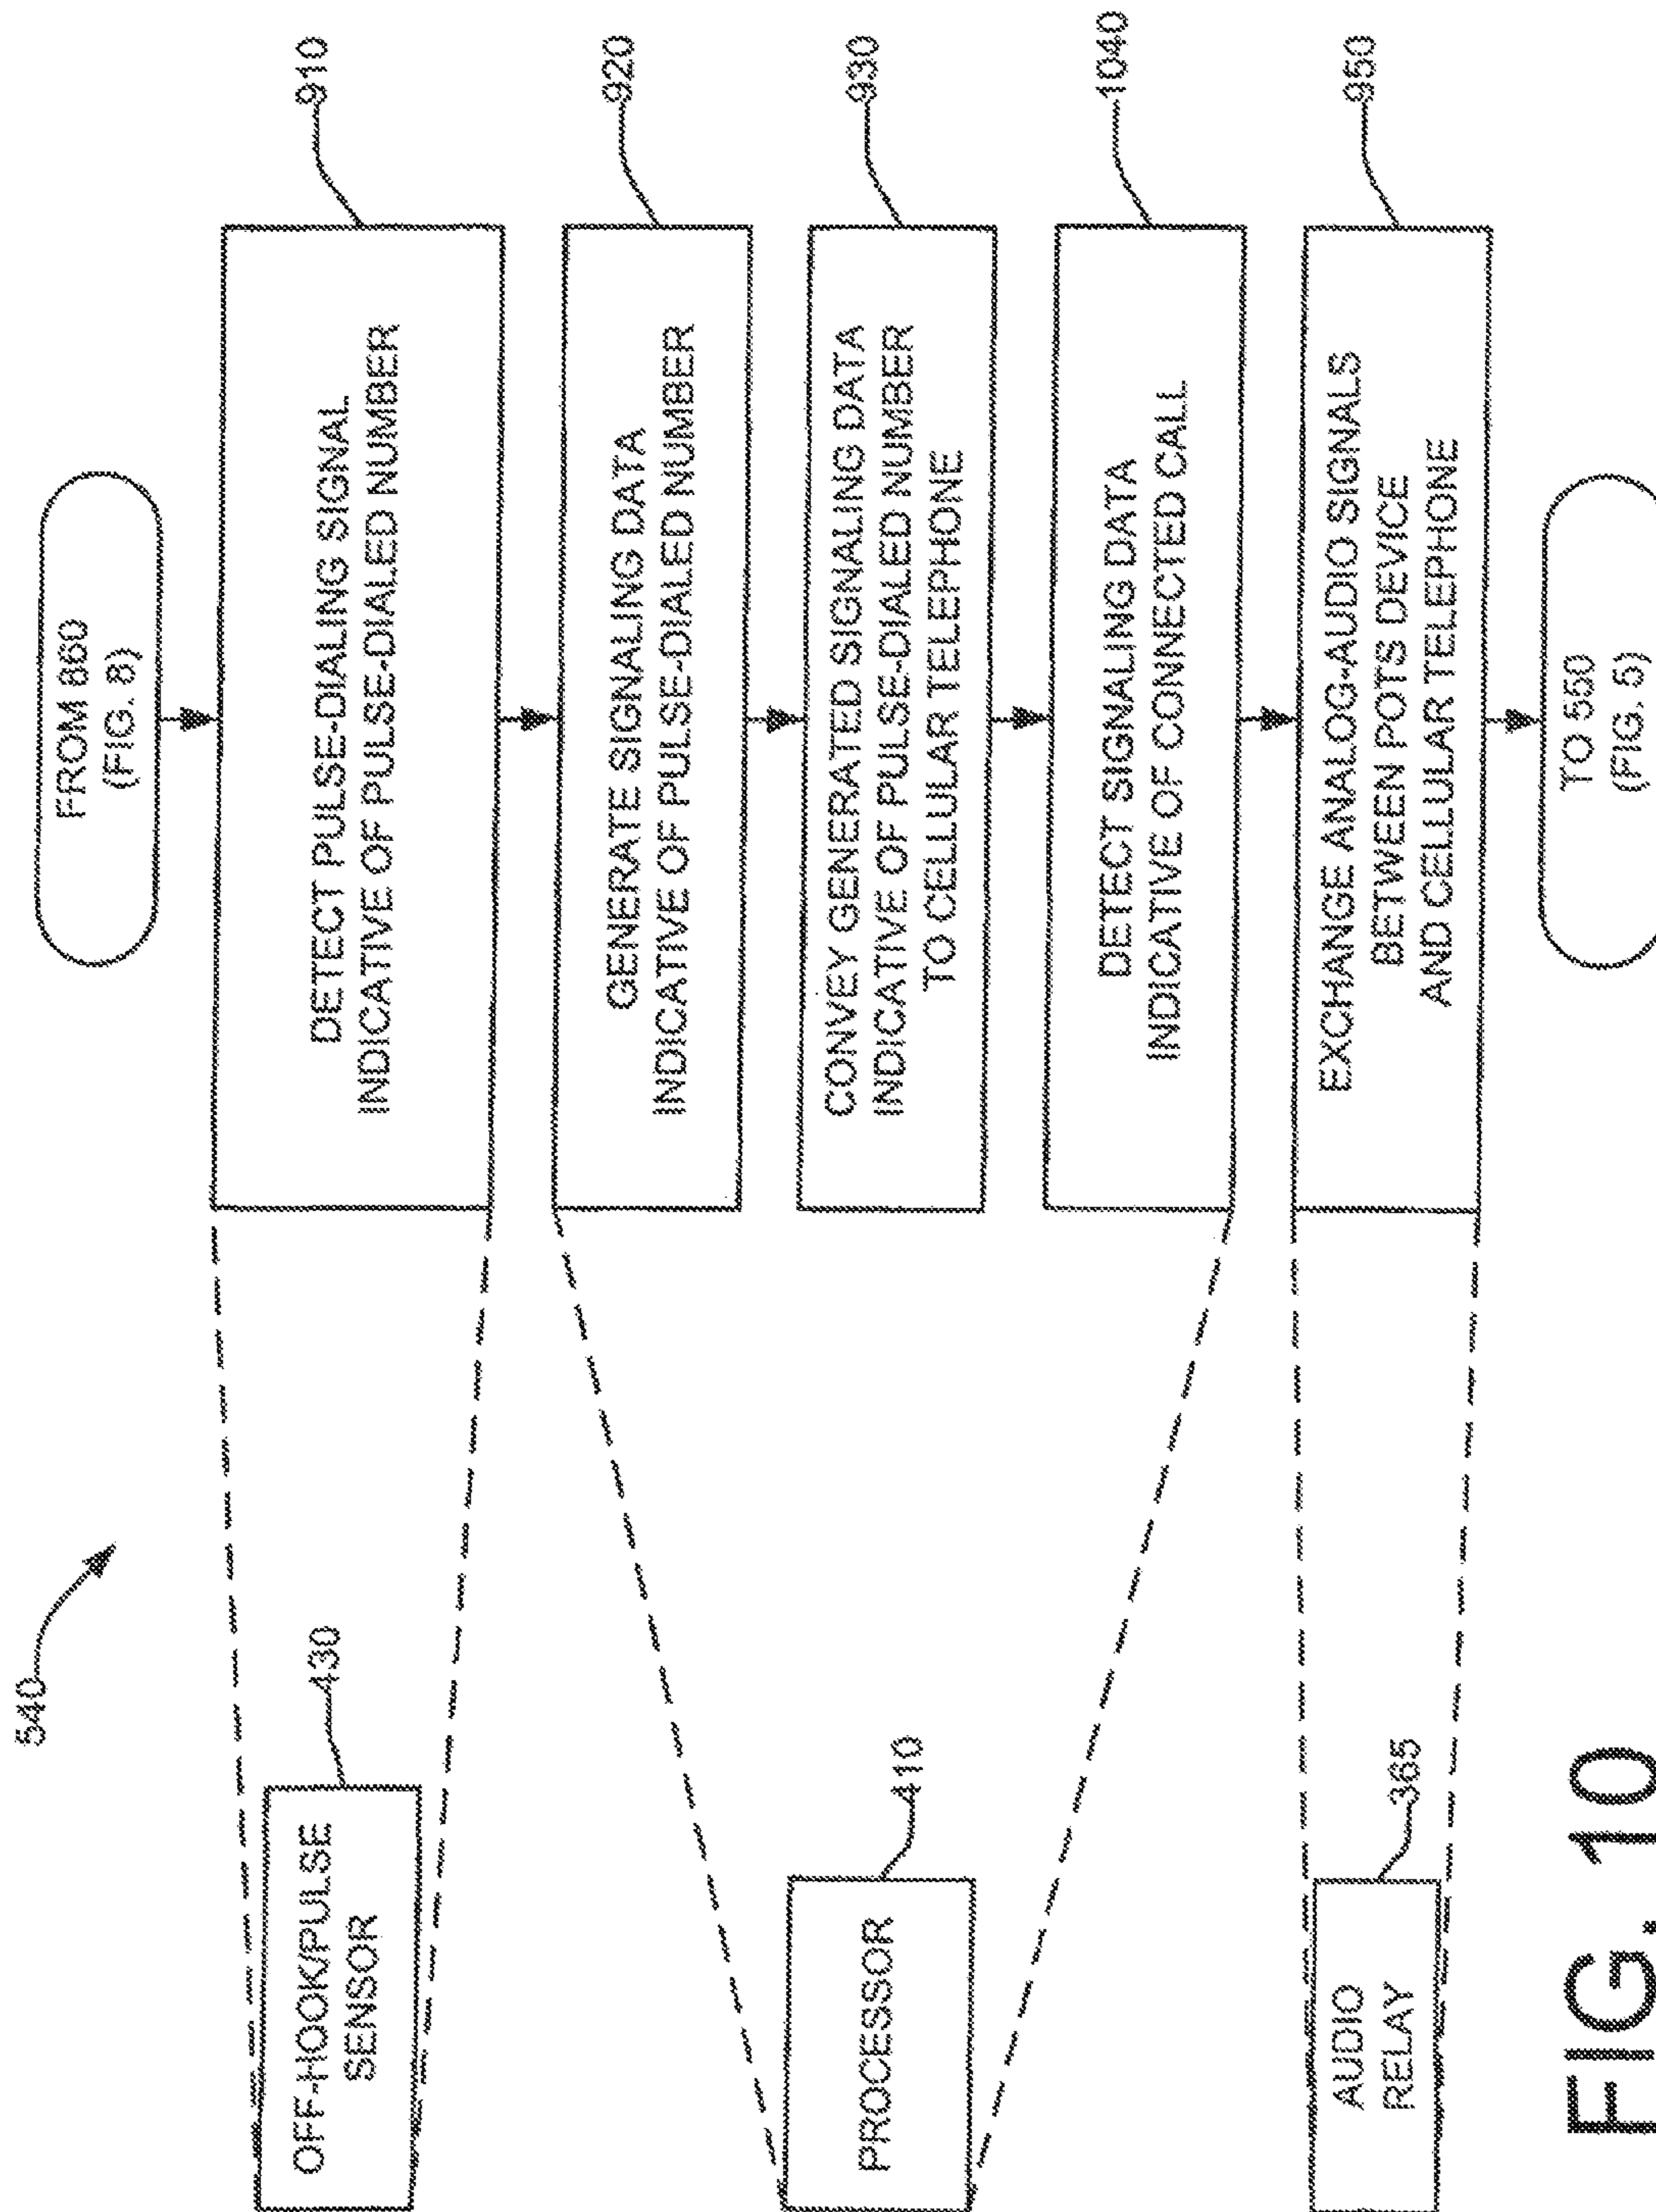 540
FROM 860
(FIG. 8)
OFF-HOOK/PULSE
SENSOR
430
DETECT PULSE-DIALING SIGNAL
INDICATIVE OF PULSE-DIALED NUMBER
910
GENERATE SIGNALING DATA
INDICATIVE OF PULSE-DIALED NUMBER
920
PROCESSOR
410
CONVEY GENERATED SIGNALING DATA
INDICATIVE OF PULSE-DIALED NUMBER
TO CELLULAR TELEPHONE
930
DETECT SIGNALING DATA
INDICATIVE OF CONNECTED CALL
1040
AUDIO
RELAY
365
EXCHANGE ANALOG-AUDIO SIGNALS
BETWEEN POTS DEVICE
AND CELLULAR TELEPHONE
950
TO 550
(FIG. 5)
FIG. 10